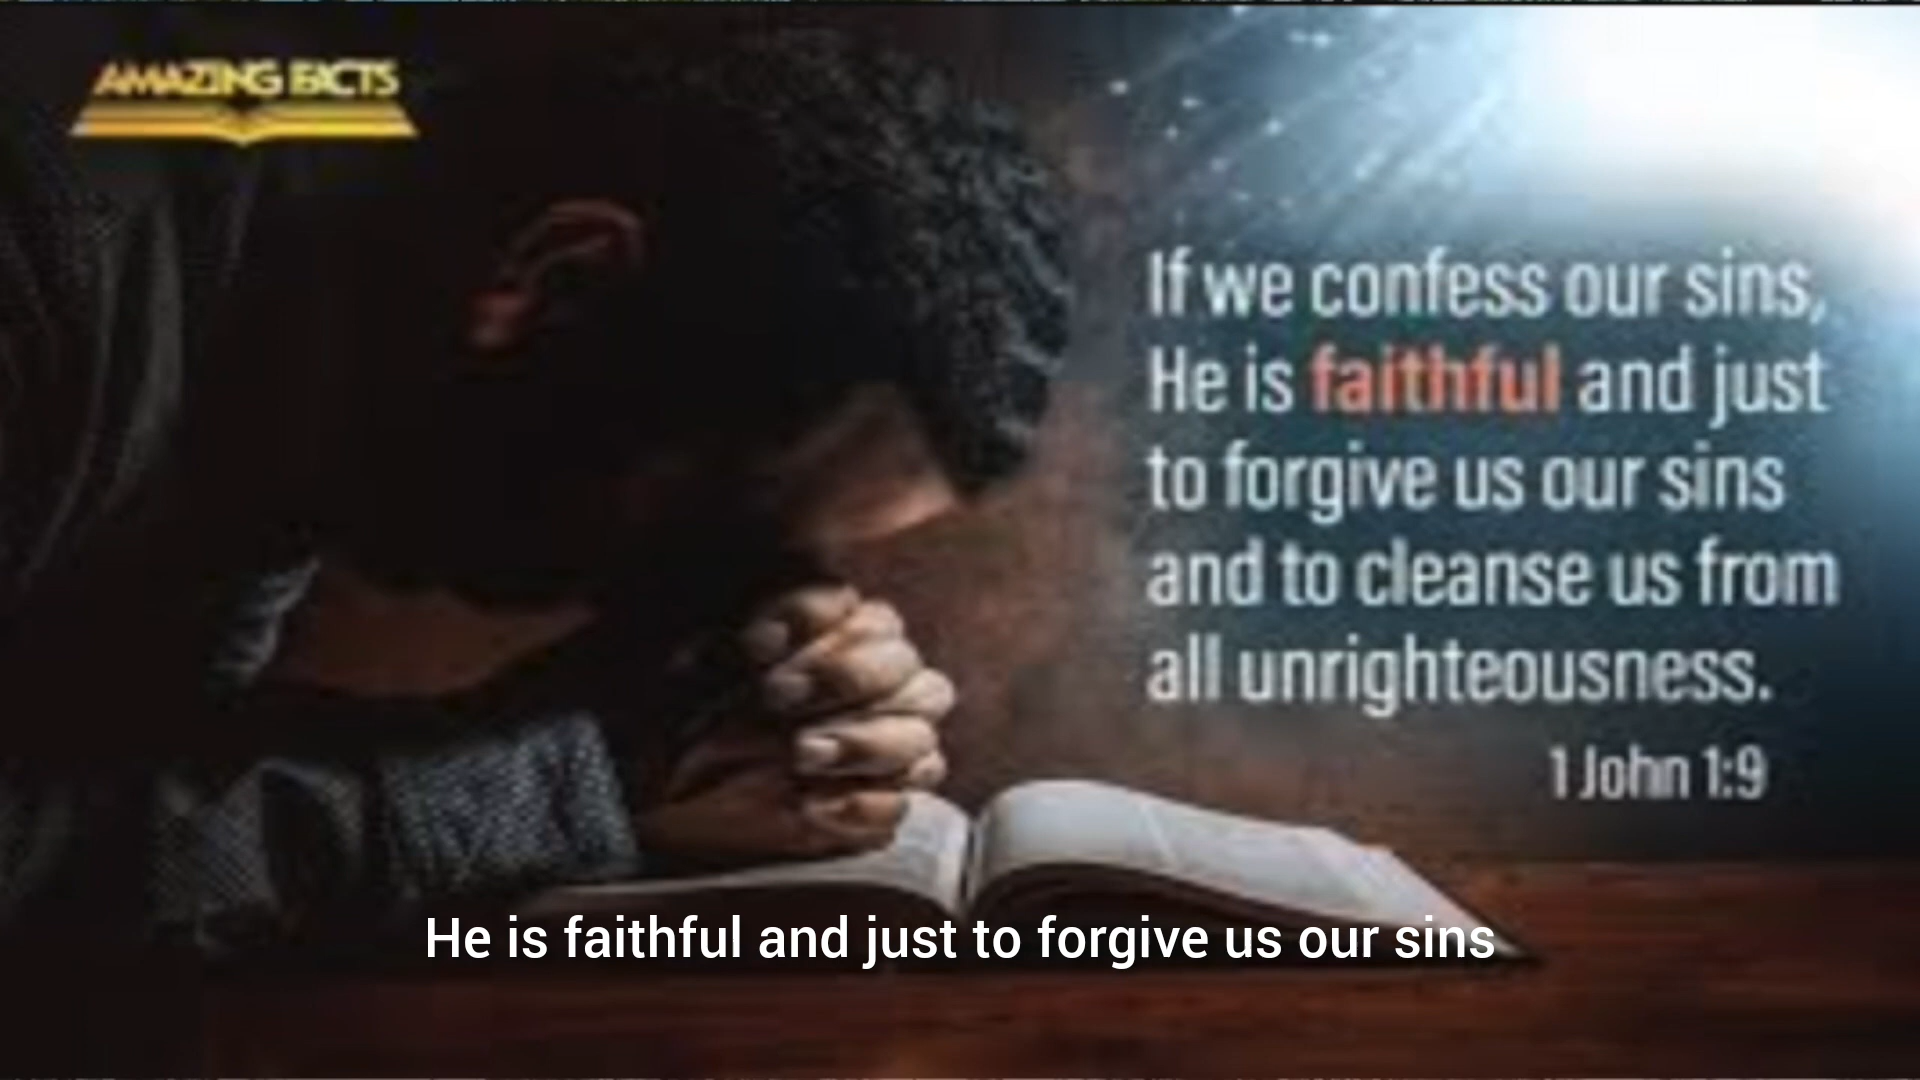 AMAZING FACTS
If we confess our sins,
He is faithful and just
to forgive us our sins
and to cleanse us from
all unrighteousness.
1 John 1:9
He is faithful and just to forgive us our sins